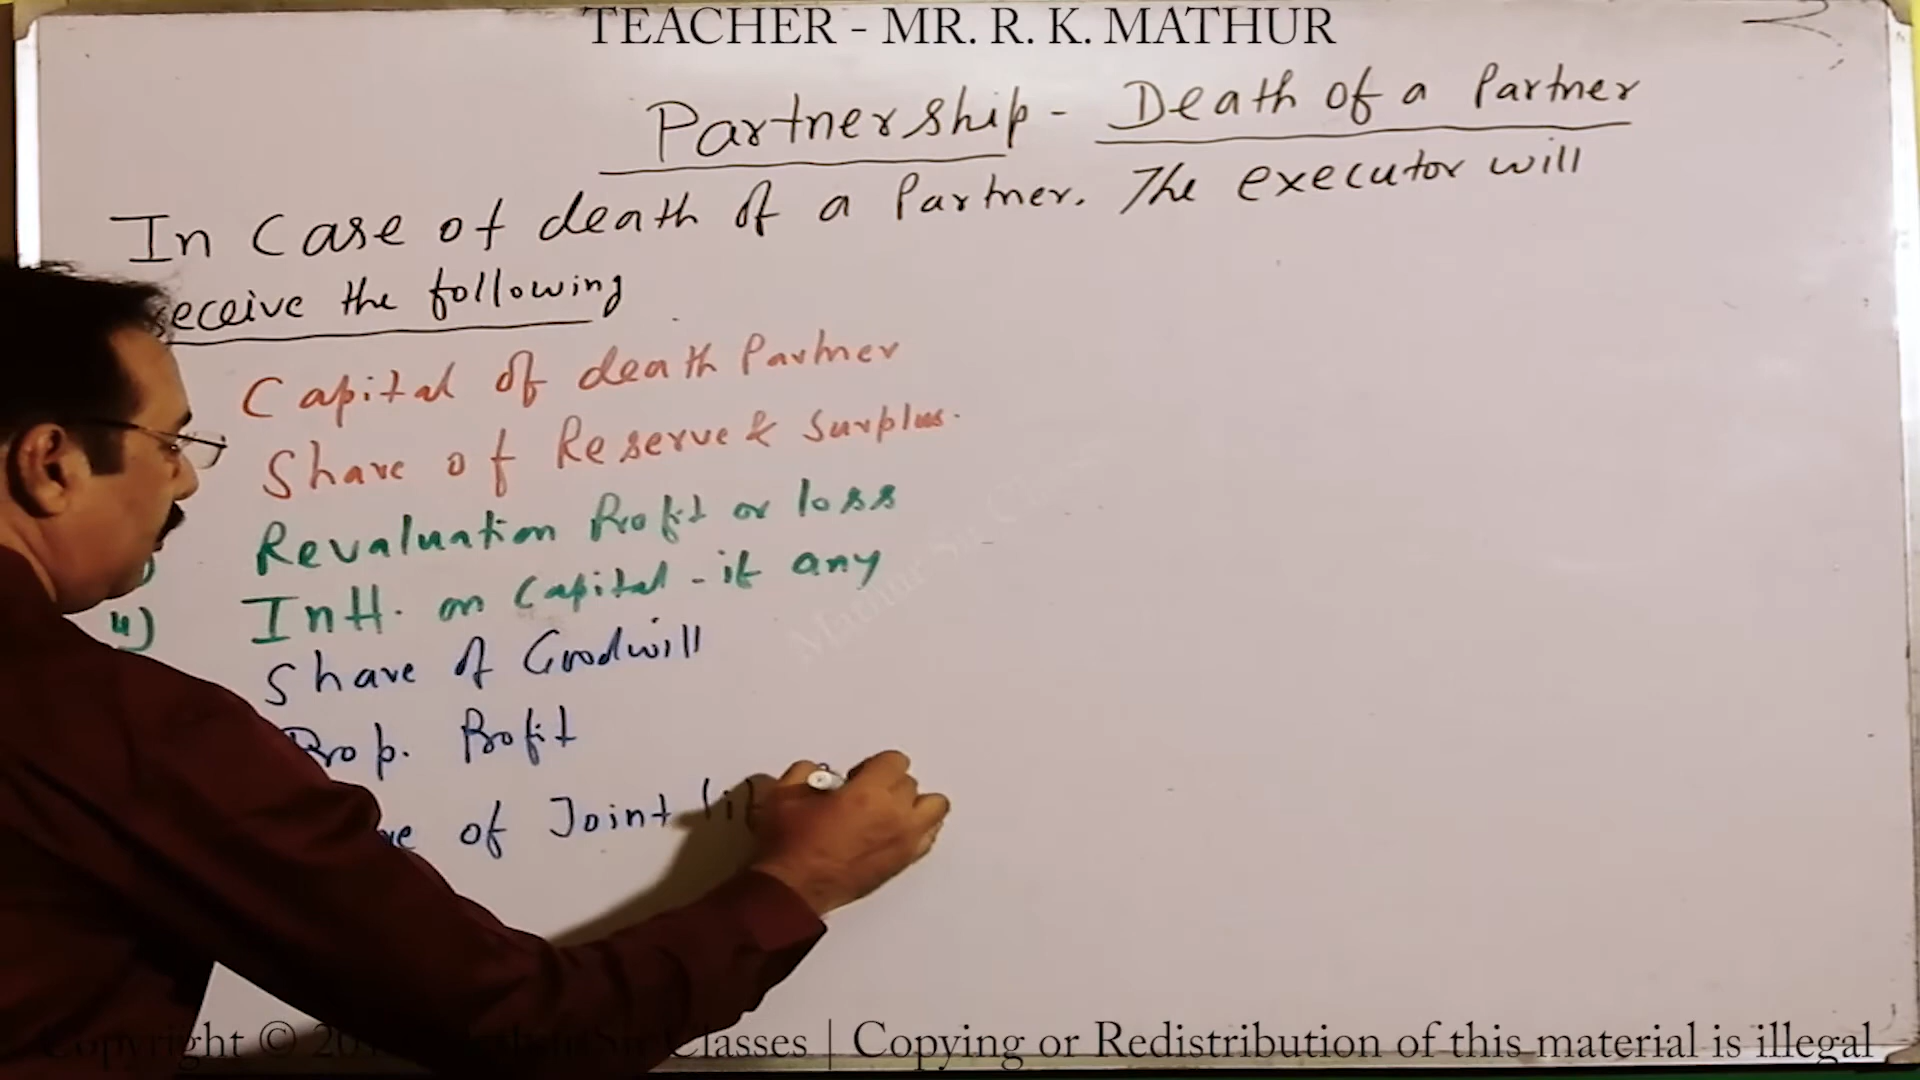 TEACHER - MR. R. K. MATHUR
Partnership - Death of a Partner
In Case of death of a Partner. The executor will
receive the following
Capital of death Partner
Share of Reserve & Surplus.
Revaluation Profit or loss
4) Intt. on Capital - if any
Share of Goodwill
Prop. Profit
of Joint
Mathur Sir
Copyright © Classes | Copying or Redistribution of this material is illegal